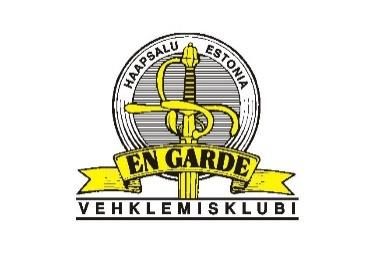 HAAPSALU ESTONIA
EN GARDE
VEHKLEMISKLUBI